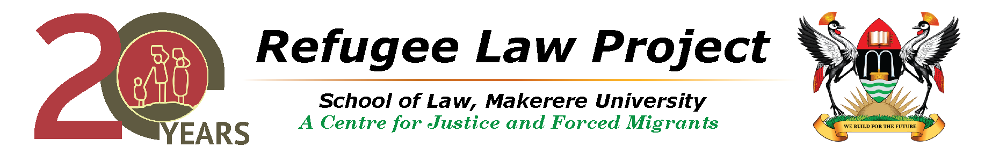 20
YEARS
Refugee Law Project
School of Law, Makerere University
A Centre for Justice and Forced Migrants
WE BUILD FOR THE FUTURE